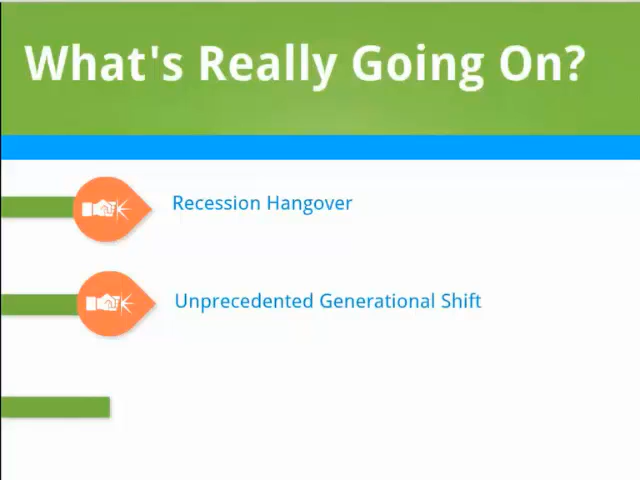 What's Really Going On?
Recession Hangover
Unprecedented Generational Shift